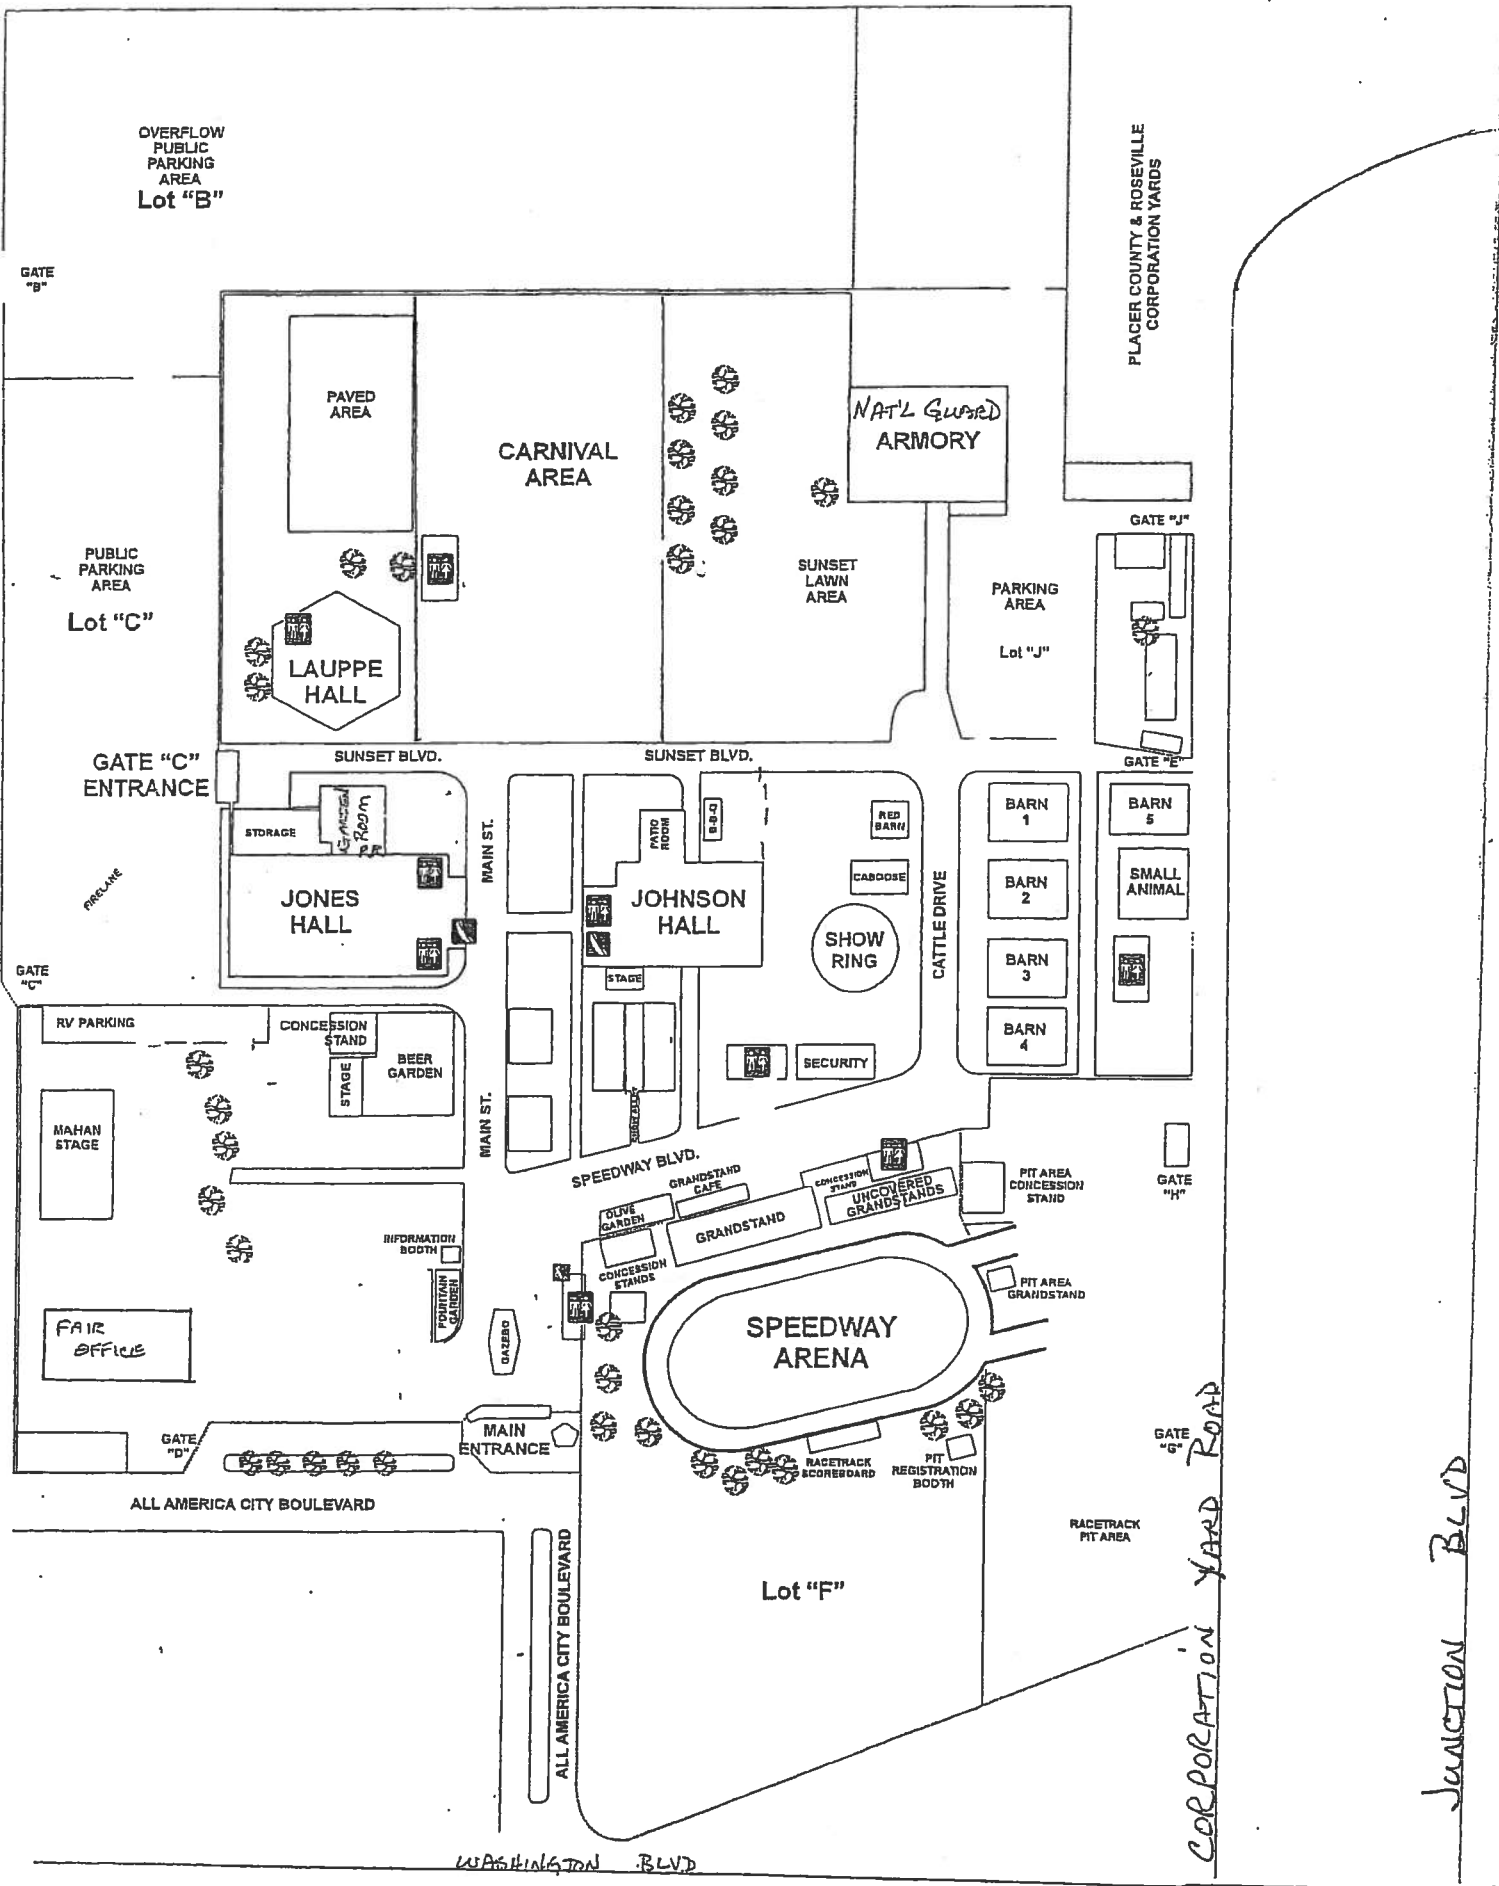 OVERFLOW
PUBLIC
PARKING
AREA
Lot "B"
PLACER COUNTY & ROSEVILLE
CORPORATION YARDS
GATE
"B"
PAVED
AREA
CARNIVAL
AREA
NAT'L GUARD
ARMORY
GATE "J"
PUBLIC
PARKING
AREA
Lot "C"
SUNSET
LAWN
AREA
PARKING
AREA
Lot "J"
LAUPPE
HALL
GATE "C"
ENTRANCE
SUNSET BLVD.
SUNSET BLVD.
GATE "E"
STORAGE
GARDEN
ROOM
MAIN ST.
PATIO
ROOM
B-B-Q
RED
BARN
BARN
1
BARN
5
FIRELANE
JONES
HALL
JOHNSON
HALL
CABOOSE
SHOW
RING
CATTLE DRIVE
BARN
2
SMALL
ANIMAL
BARN
3
GATE
"C"
STAGE
RV PARKING
CONCESSION
STAND
BEER
GARDEN
STAGE
BARN
4
SECURITY
MAHAN
STAGE
MAIN ST.
SPEEDWAY BLVD.
GRANDSTAND
CAFE
CONCESSION
STAND
UNCOVERED
GRANDSTANDS
PIT AREA
CONCESSION
STAND
GATE
"H"
OLIVE
GARDEN
GRANDSTAND
INFORMATION
BOOTH
CONCESSION
STANDS
PIT AREA
GRANDSTAND
FOUNTAIN
GARDEN
GAZEBO
FAIR
OFFICE
SPEEDWAY
ARENA
GATE
"D"
MAIN
ENTRANCE
RACETRACK
SCOREBOARD
PIT
REGISTRATION
BOOTH
GATE
"G"
ALL AMERICA CITY BOULEVARD
RACETRACK
PIT AREA
ALL AMERICA CITY BOULEVARD
Lot "F"
CORPORATION YARD ROAD
JUNCTION BLVD
WASHINGTON BLVD